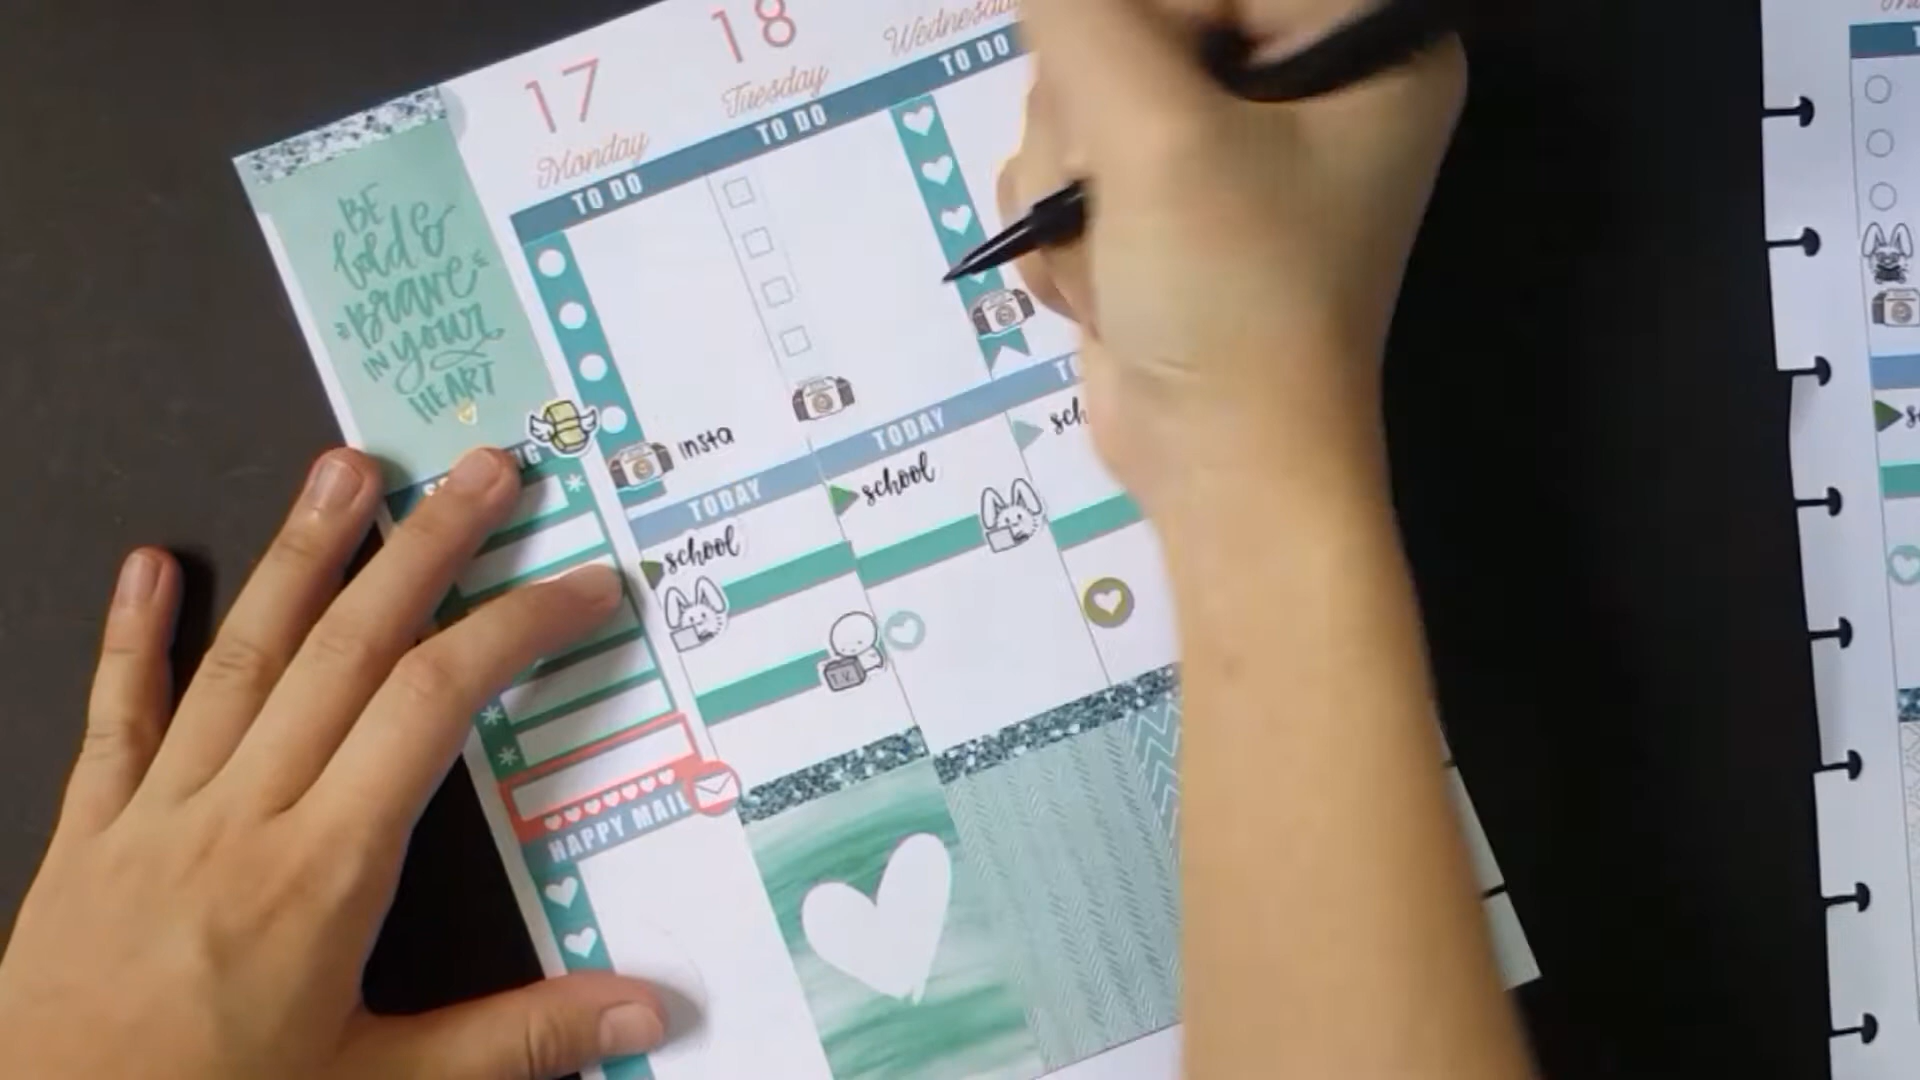 17
Monday
18
Tuesday
Wednesday
TO DO
TO DO
TO DO
BE
bold &
BRAVE
IN your
HEART
insta
TODAY
TODAY
school
school
sch
T.V.
HAPPY MAIL